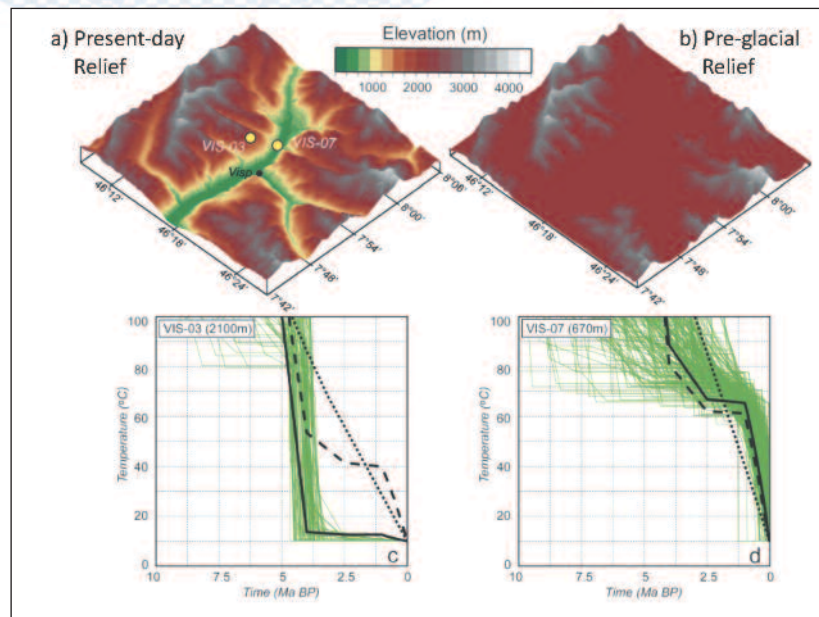 a) Present-day
Relief
Elevation (m)
1000 2000 3000 4000
b) Pre-glacial
Relief
VIS-03
VIS-07
Visp
46°12'
46°18'
46°24'
7°42'
7°48'
7°54'
8°00'
8°06'
46°12'
46°18'
46°24'
7°42'
7°48'
7°54'
8°00'
VIS-03 (2100m)
100
80
60
40
20
0
Temperature (°C)
10 5 2.5 0
Time (Ma BP)
c
VIS-07 (670m)
100
80
60
40
20
0
Temperature (°C)
10 5 2.5 0
Time (Ma BP)
d